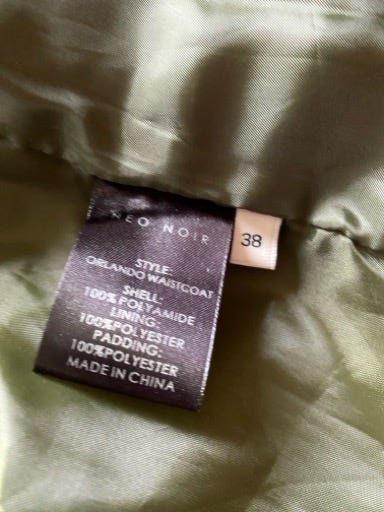 NEO NOIR
38
STYLE:
ORLANDO WAISTCOAT
SHELL:
100% POLYAMIDE
LINING:
100%POLYESTER
PADDING:
100%POLYESTER
MADE IN CHINA